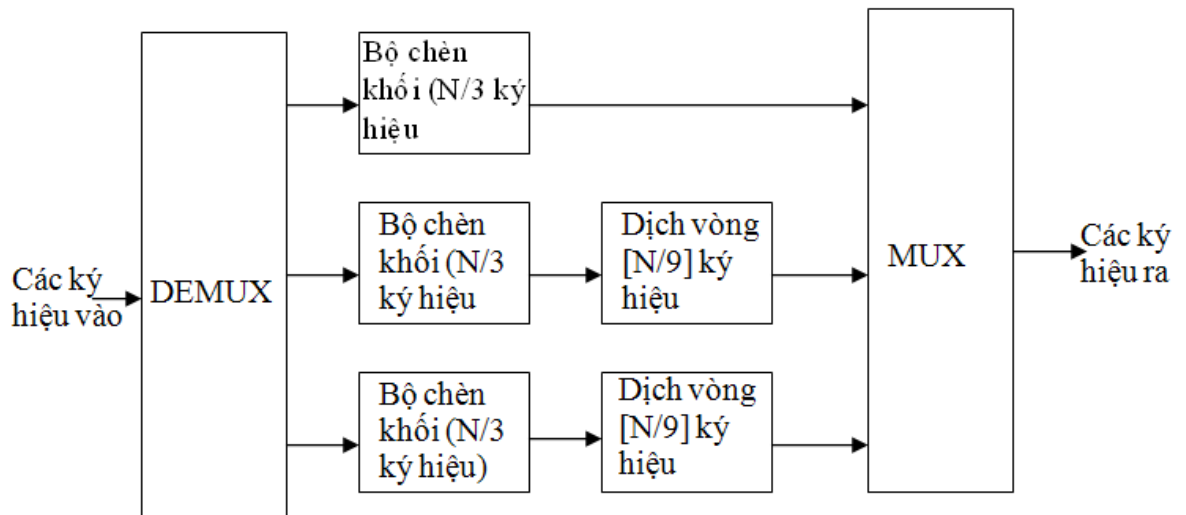 Bộ chèn
khối (N/3 ký
hiệu
Các ký
hiệu vào
DEMUX
Bộ chèn
khối (N/3
ký hiệu
Dịch vòng
[N/9] ký
hiệu
MUX
Các ký
hiệu ra
Bộ chèn
khối (N/3
ký hiệu)
Dịch vòng
[N/9] ký
hiệu